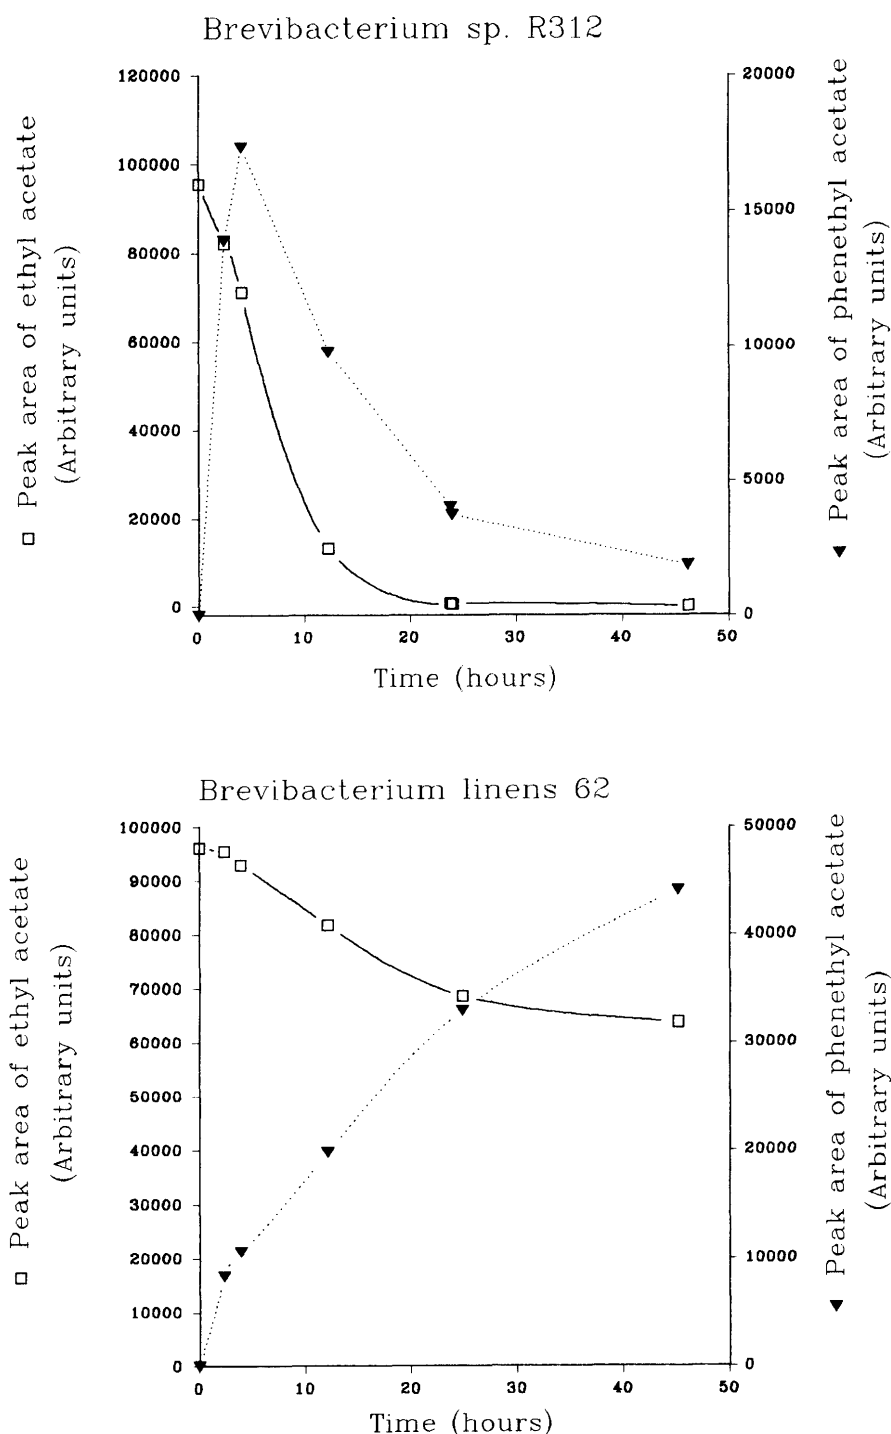 Brevibacterium sp. R312
□ Peak area of ethyl acetate
(Arbitrary units)
120000
100000
80000
60000
40000
20000
0
20000
15000
10000
5000
0
▼ Peak area of phenethyl acetate
(Arbitrary units)
0 10 20 30 40 50
Time (hours)
Brevibacterium linens 62
□ Peak area of ethyl acetate
(Arbitrary units)
100000
90000
80000
70000
60000
50000
40000
30000
20000
10000
0
50000
40000
30000
20000
10000
0
▼ Peak area of phenethyl acetate
(Arbitrary units)
0 10 20 30 40 50
Time (hours)